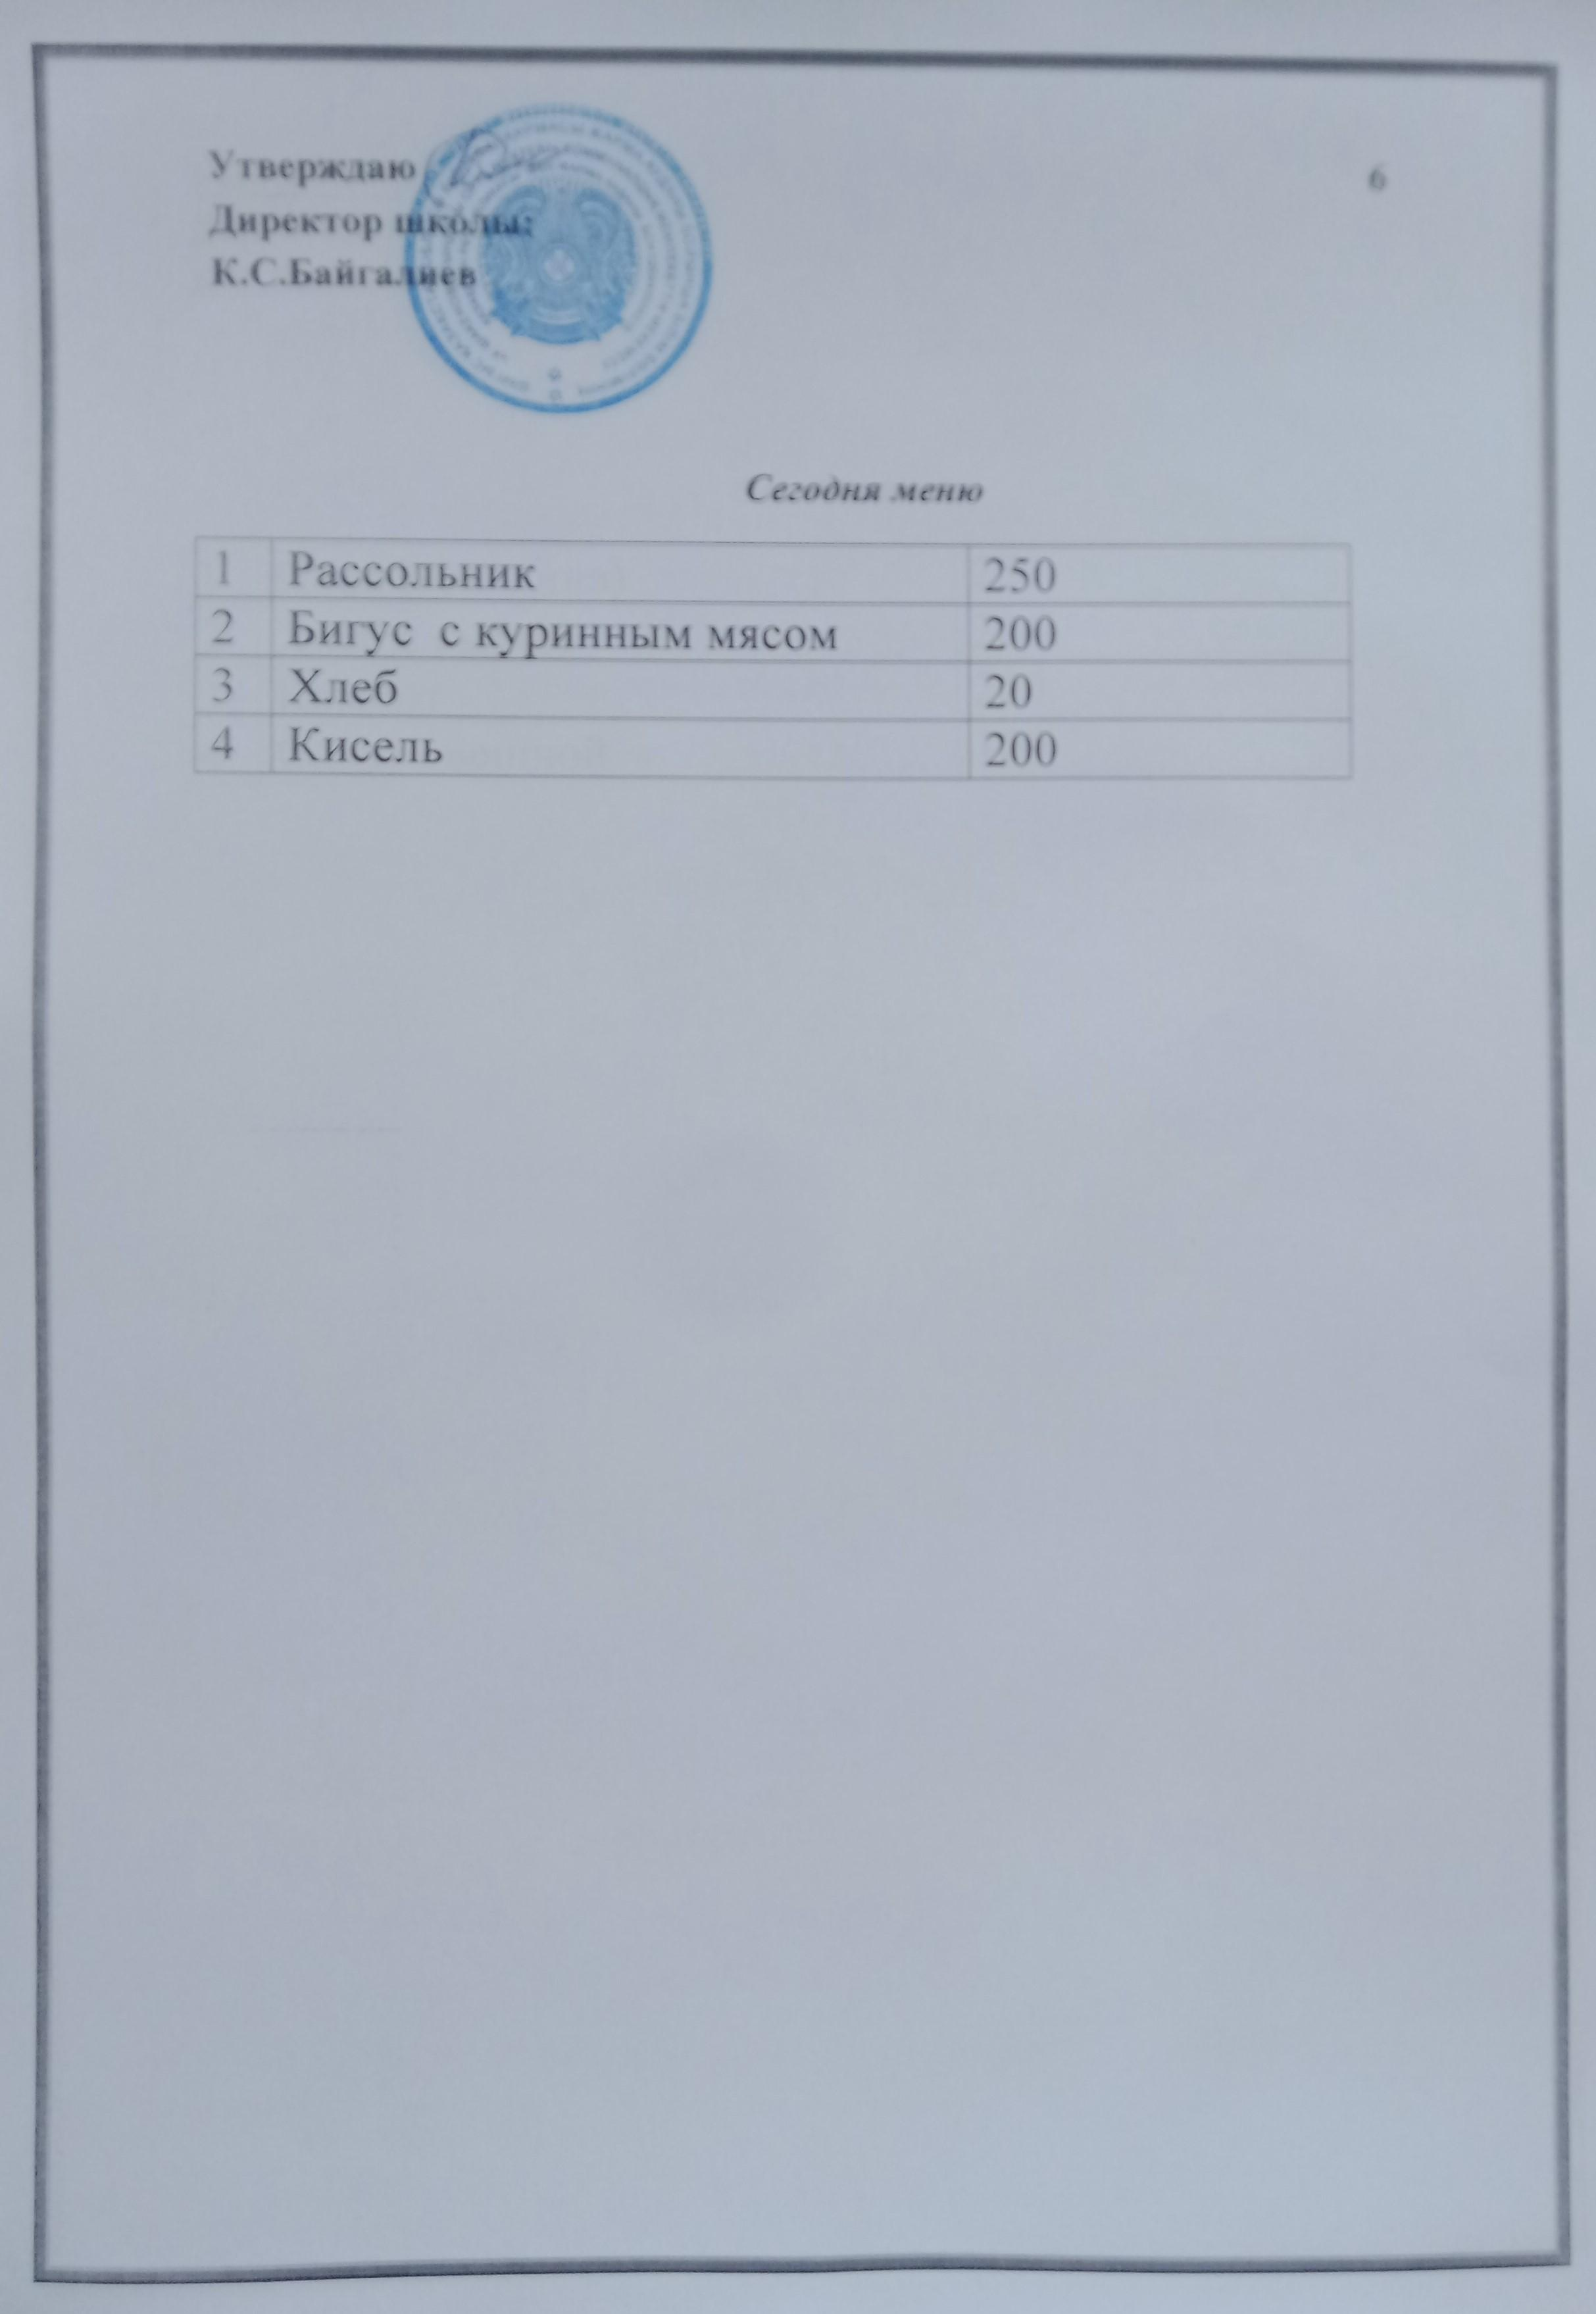 Утверждаю
6
Директор школы:
К.С.Байгалиев
Сегодня меню
1 Рассольник 250
2 Бигус с куринным мясом 200
3 Хлеб 20
4 Кисель 200